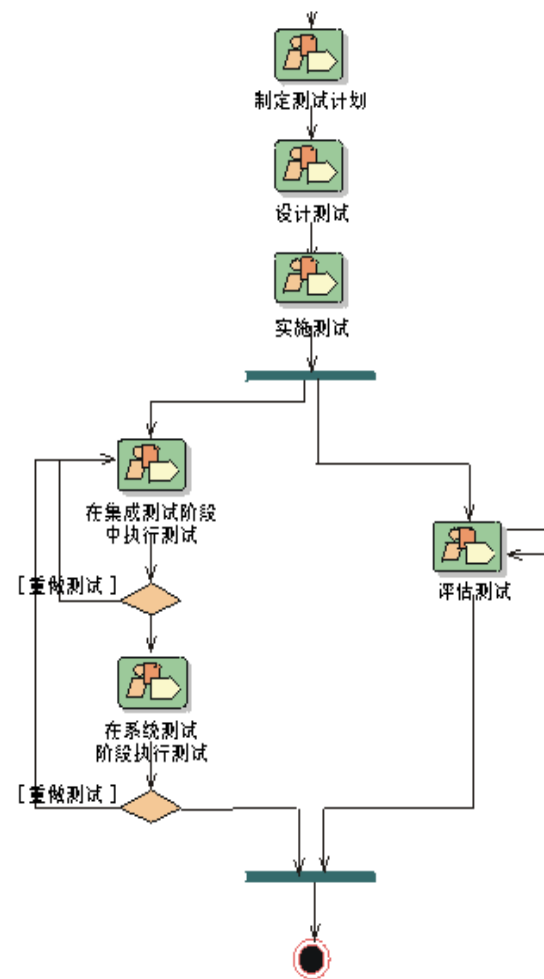 制定测试计划
设计测试
实施测试
在集成测试阶段
中执行测试
评估测试
[重做测试]
在系统测试
阶段执行测试
[重做测试]